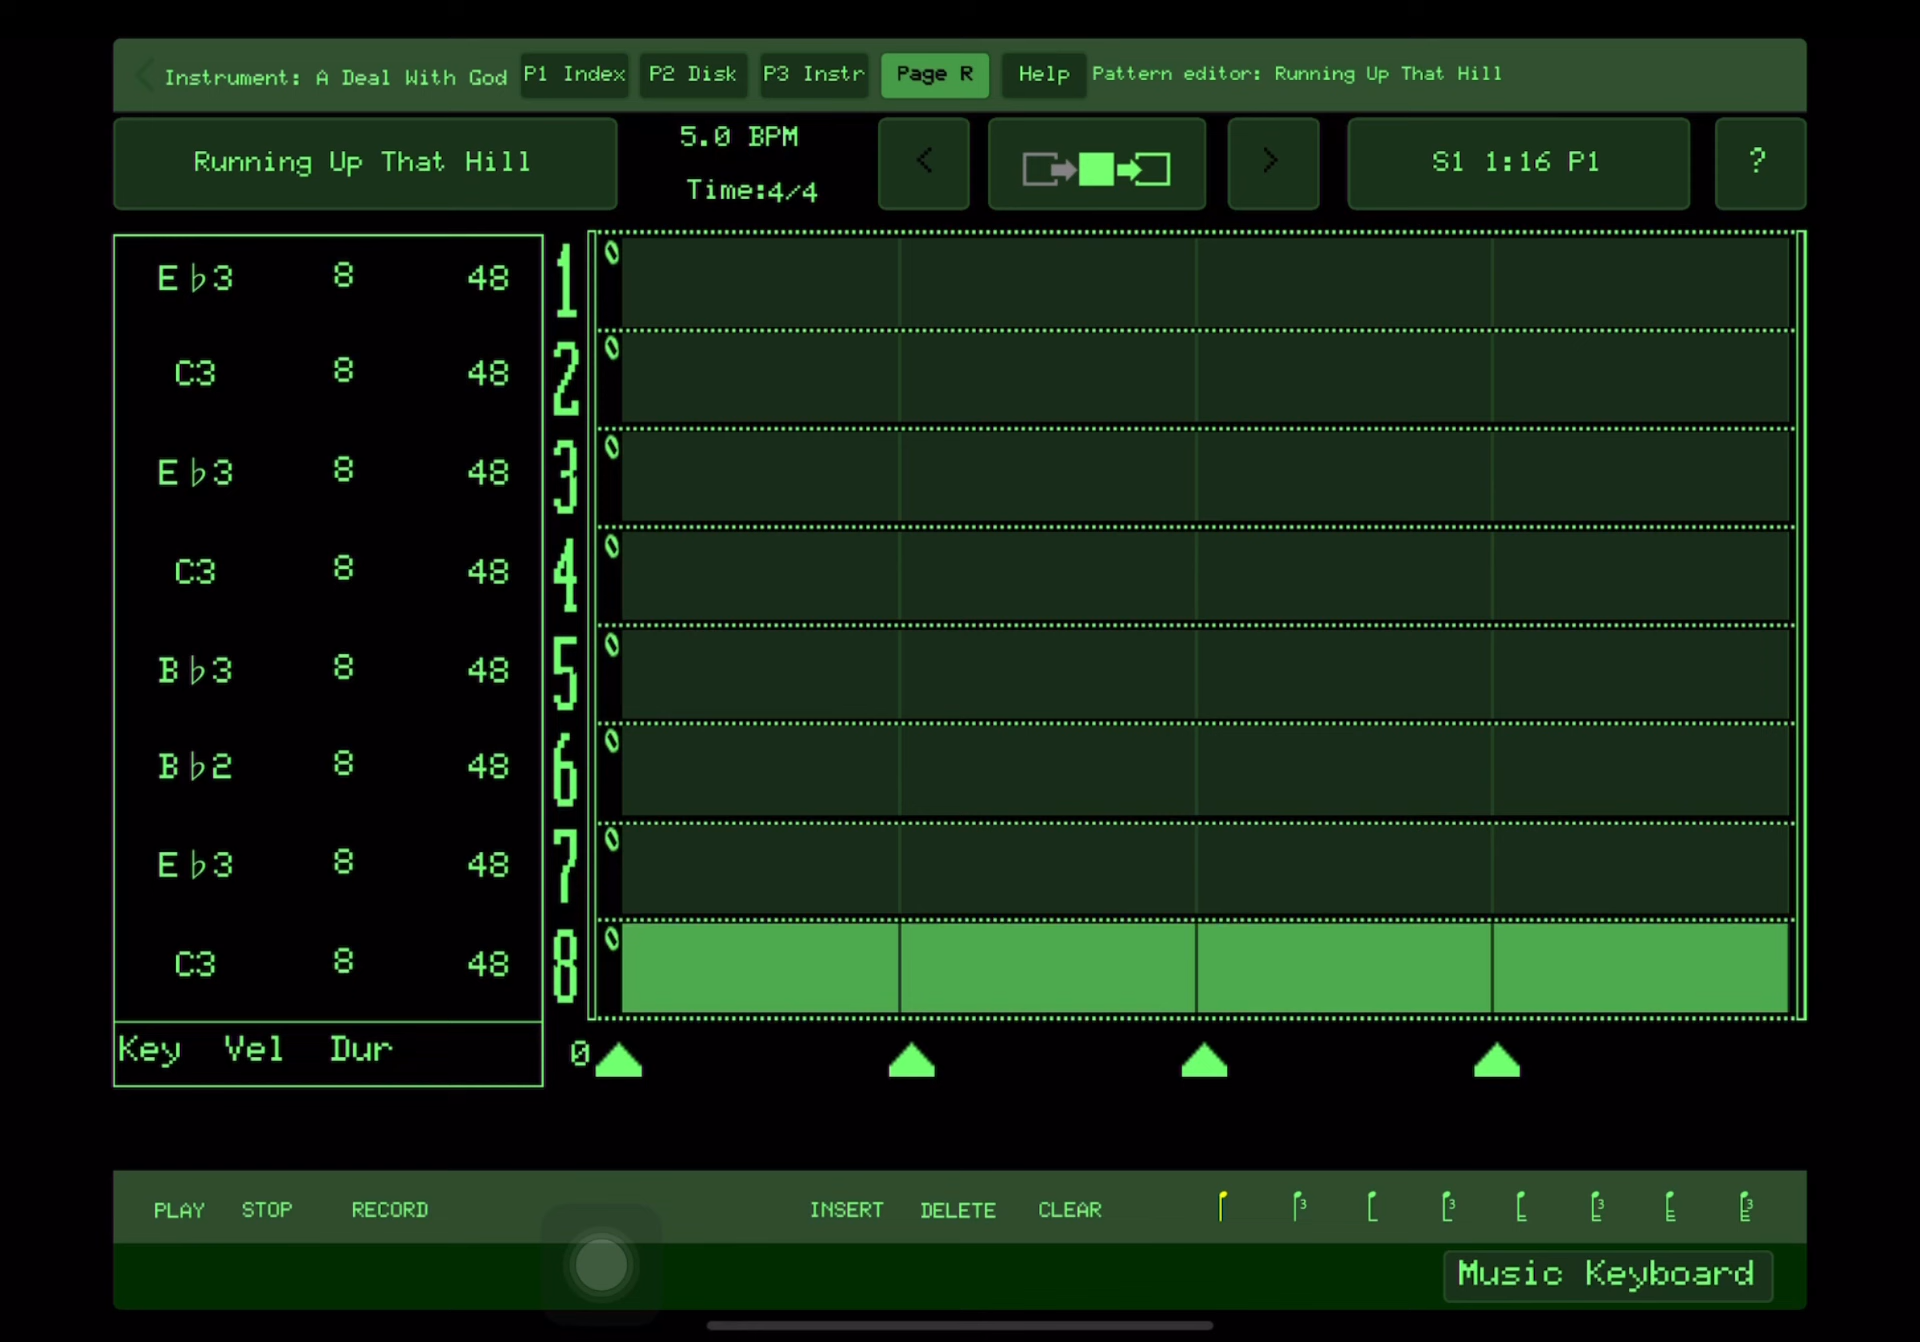 Instrument: A Deal With God P1 Index P2 Disk P3 Instr Page R Help Pattern editor: Running Up That Hill
Running Up That Hill
5.0 BPM
Time:4/4
<
>
S1 1:16 P1
?
E♭3 8 48 1 0
C3 8 48 2 0
E♭3 8 48 3 0
C3 8 48 4 0
B♭3 8 48 5 0
B♭2 8 48 6 0
E♭3 8 48 7 0
C3 8 48 8 0
Key Vel Dur
0
PLAY STOP RECORD INSERT DELETE CLEAR 3 3 3 3
Music Keyboard